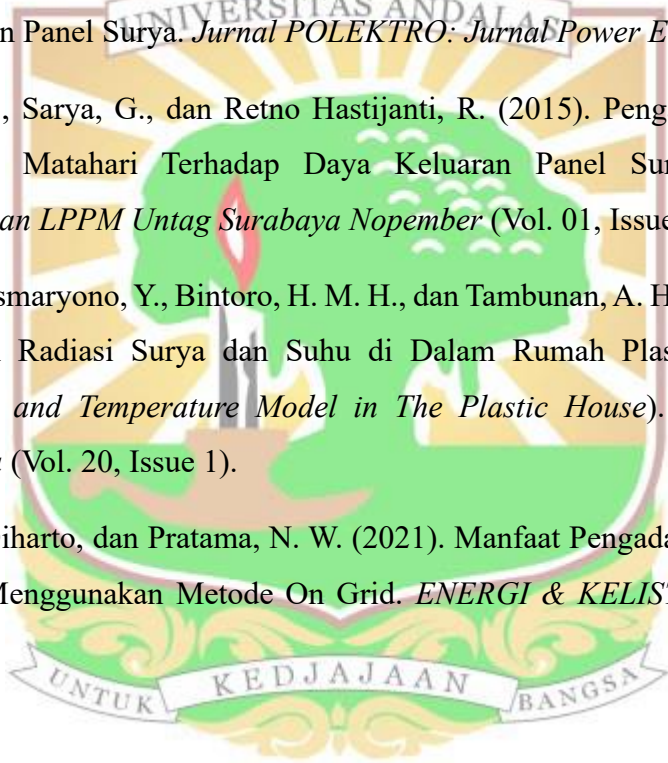 UNIVERSITAS ANDALAS
n Panel Surya. Jurnal POLEKTRO: Jurnal Power E
, Sarya, G., dan Retno Hastijanti, R. (2015). Peng
Matahari Terhadap Daya Keluaran Panel Sur
an LPPM Untag Surabaya Nopember (Vol. 01, Issue
smaryono, Y., Bintoro, H. M. H., dan Tambunan, A. H
Radiasi Surya dan Suhu di Dalam Rumah Plas
and Temperature Model in The Plastic House).
(Vol. 20, Issue 1).
iharto, dan Pratama, N. W. (2021). Manfaat Pengada
Menggunakan Metode On Grid. ENERGI & KELIST
UNTUK KEDJAJAAN BANGSA